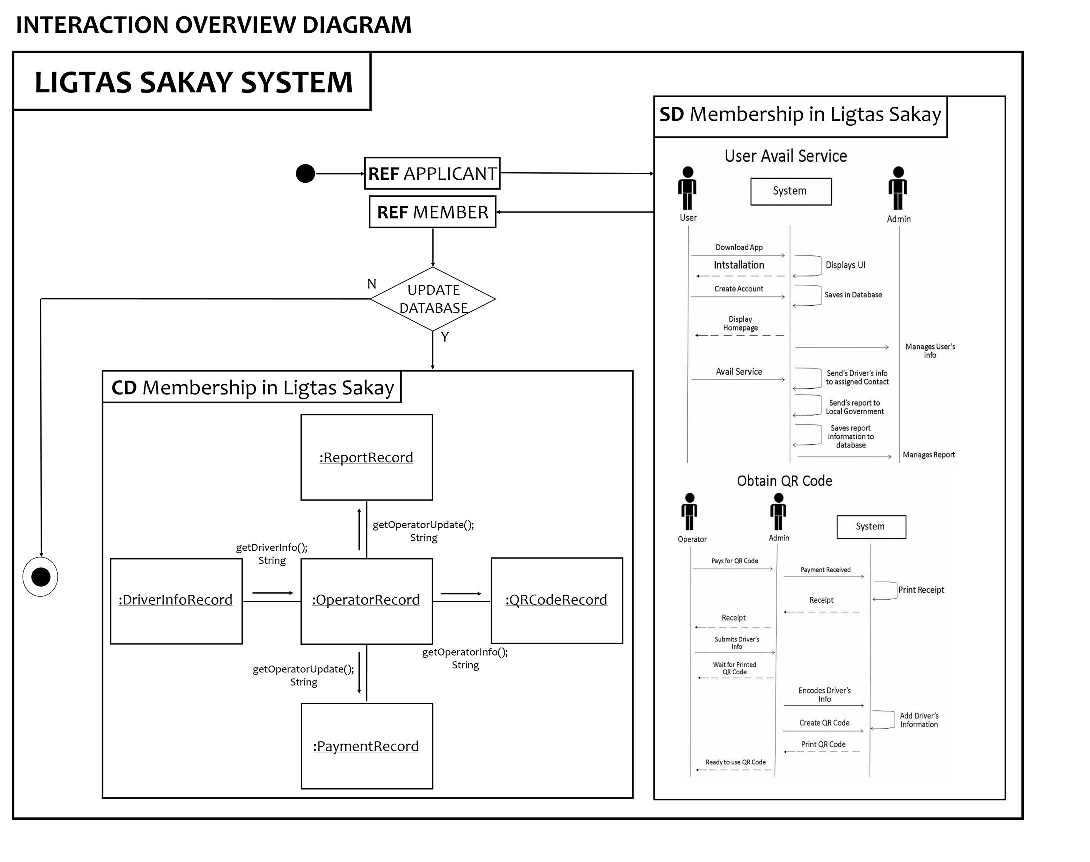 INTERACTION OVERVIEW DIAGRAM
LIGTAS SAKAY SYSTEM
REF APPLICANT
REF MEMBER
N
UPDATE
DATABASE
Y
CD Membership in Ligtas Sakay
:ReportRecord
getOperatorUpdate();
String
getDriverInfo();
String
:DriverInfoRecord
:OperatorRecord
:QRCodeRecord
getOperatorInfo();
String
getOperatorUpdate();
String
:PaymentRecord
SD Membership in Ligtas Sakay
User Avail Service
System
User
Admin
Download App
Intstallation
Displays UI
Create Account
Saves in Database
Display
Homepage
Manages User's
info
Avail Service
Send's Driver's info
to assigned Contact
Send's report to
Local Government
Saves report
information to
database
Manages Report
Obtain QR Code
System
Operator
Admin
Pays for QR Code
Payment Received
Print Receipt
Receipt
Receipt
Submits Driver's
Info
Wait for Printed
QR Code
Encodes Driver's
Info
Add Driver's
Information
Create QR Code
Print QR Code
Ready to use QR Code